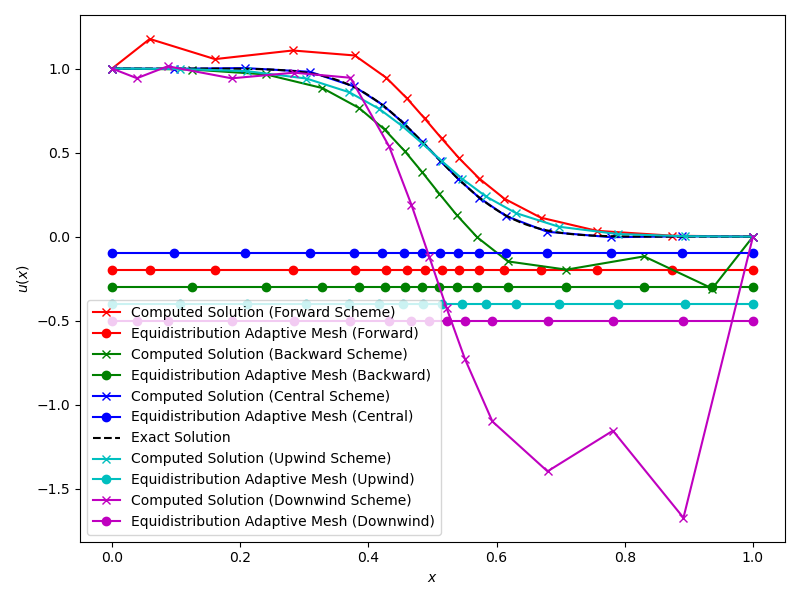 1.0
0.5
0.0
−0.5
−1.0
−1.5
u(x)
Computed Solution (Forward Scheme)
Equidistribution Adaptive Mesh (Forward)
Computed Solution (Backward Scheme)
Equidistribution Adaptive Mesh (Backward)
Computed Solution (Central Scheme)
Equidistribution Adaptive Mesh (Central)
Exact Solution
Computed Solution (Upwind Scheme)
Equidistribution Adaptive Mesh (Upwind)
Computed Solution (Downwind Scheme)
Equidistribution Adaptive Mesh (Downwind)
0.0 0.2 0.4 0.6 0.8 1.0
x